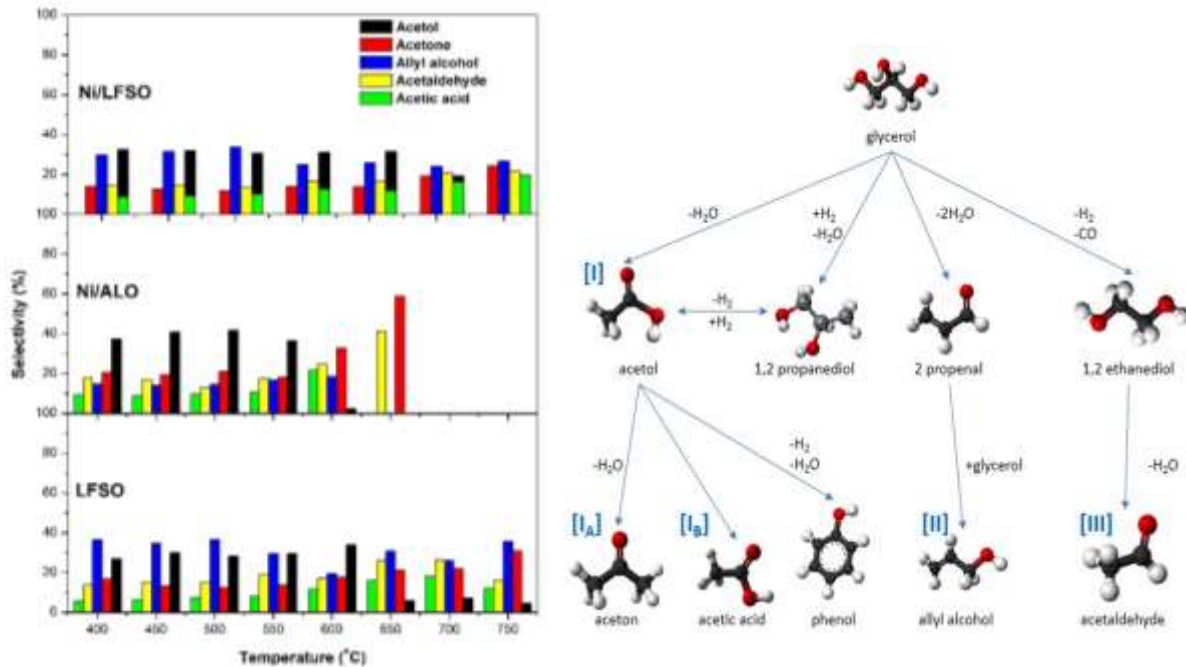 100
80
60
40
20
100
80
60
40
20
100
80
60
40
20
0
Selectivity (%)
Acetol
Acetone
Allyl alcohol
Acetaldehyde
Acetic acid
Ni/LFSO
Ni/ALO
LFSO
400 450 500 550 600 650 700 750
Temperature (°C)
glycerol
-H₂O
+H₂
-H₂O
-2H₂O
-H₂
-CO
[I]
-H₂
+H₂
acetol
1,2 propanediol
2 propenal
1,2 ethanediol
-H₂O
-H₂
-H₂O
+glycerol
-H₂O
[I_A]
[I_B]
[II]
[III]
aceton
acetic acid
phenol
allyl alcohol
acetaldehyde